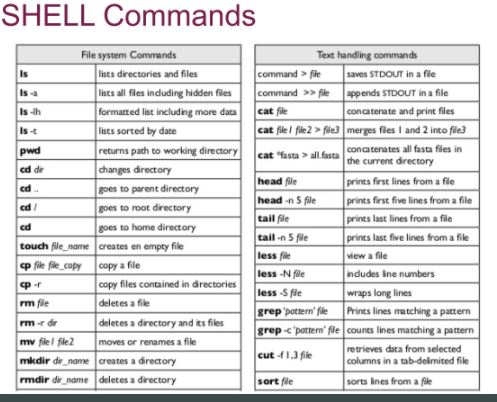 SHELL Commands
File system Commands
ls lists directories and files
ls -a lists all files including hidden files
ls -lh formatted list including more data
ls -t lists sorted by date
pwd returns path to working directory
cd dir changes directory
cd .. goes to parent directory
cd / goes to root directory
cd goes to home directory
touch file_name creates en empty file
cp file file_copy copy a file
cp -r copy files contained in directories
rm file deletes a file
rm -r dir deletes a directory and its files
mv file1 file2 moves or renames a file
mkdir dir_name creates a directory
rmdir dir_name deletes a directory
Text handling commands
command > file saves STDOUT in a file
command >> file appends STDOUT in a file
cat file concatenate and print files
cat file1 file2 > file3 merges files 1 and 2 into file3
cat *fasta > all.fasta concatenates all fasta files in
the current directory
head file prints first lines from a file
head -n 5 file prints first five lines from a file
tail file prints last lines from a file
tail -n 5 file prints last five lines from a file
less file view a file
less -N file includes line numbers
less -S file wraps long lines
grep 'pattern' file Prints lines matching a pattern
grep -c 'pattern' file counts lines matching a pattern
cut -f 1,3 file retrieves data from selected
columns in a tab-delimited file
sort file sorts lines from a file